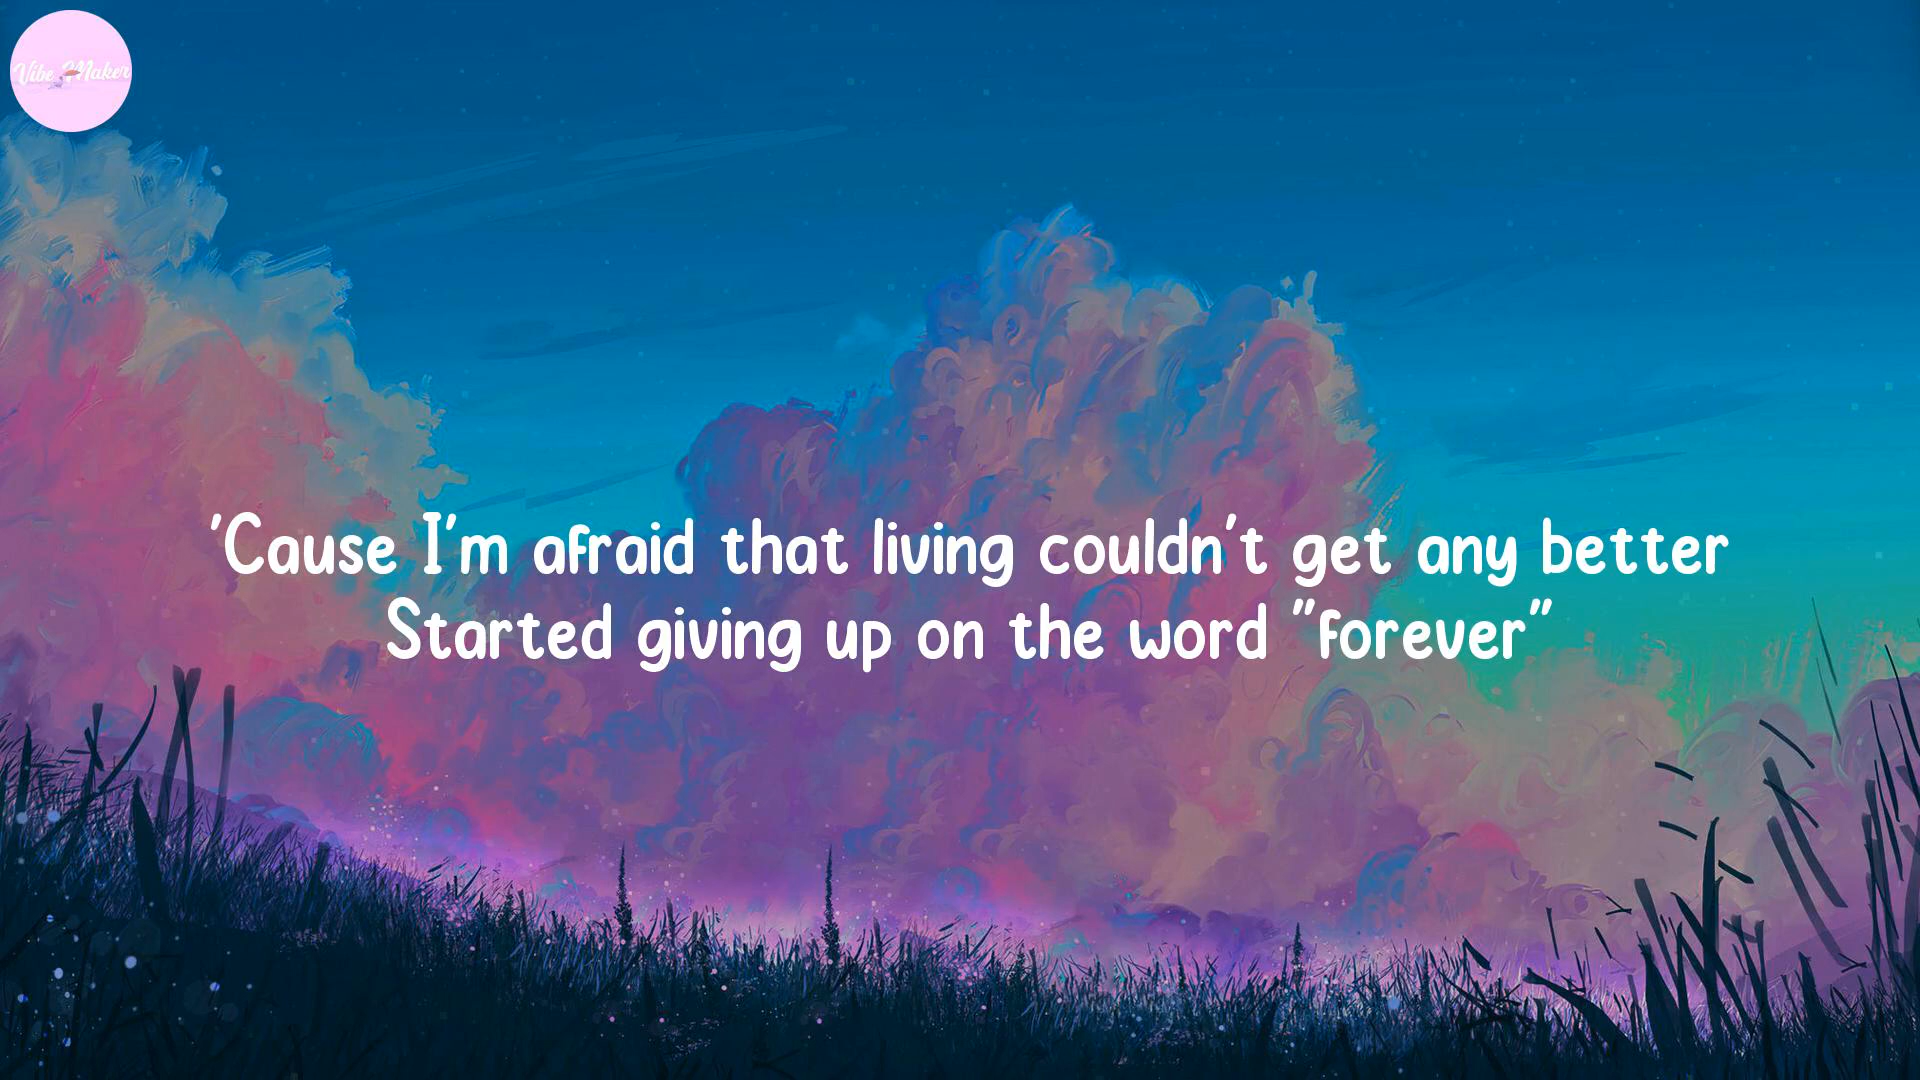 Vibe Maker
'Cause I'm afraid that living couldn't get any better
Started giving up on the word "forever"